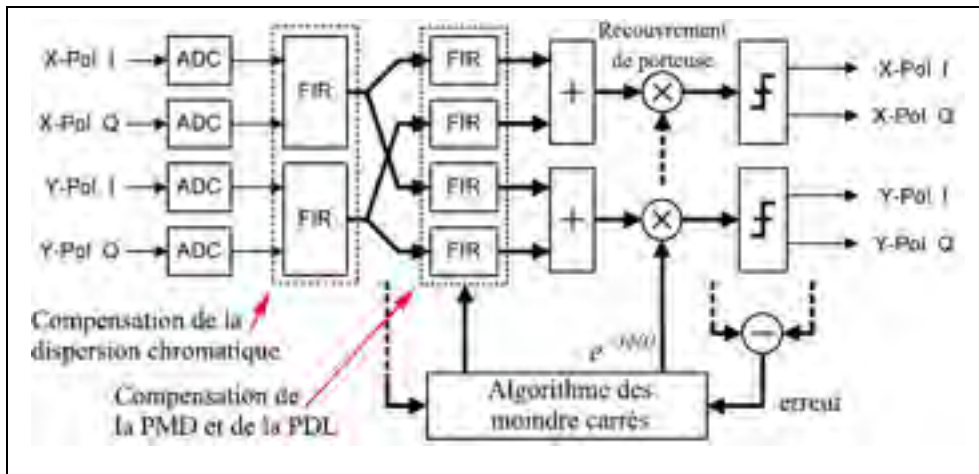 Recouvrement
de porteuse
X-Pol I
ADC
FIR
FIR
+
X-Pol I
X-Pol Q
ADC
FIR
X-Pol Q
Y-Pol. I
ADC
FIR
FIR
+
Y-Pol I
Y-Pol Q
ADC
FIR
Y-Pol Q
Compensation de la
dispersion chromatique
Compensation de
la PMD et de la PDL
Algorithme des
moindre carrés
erreur